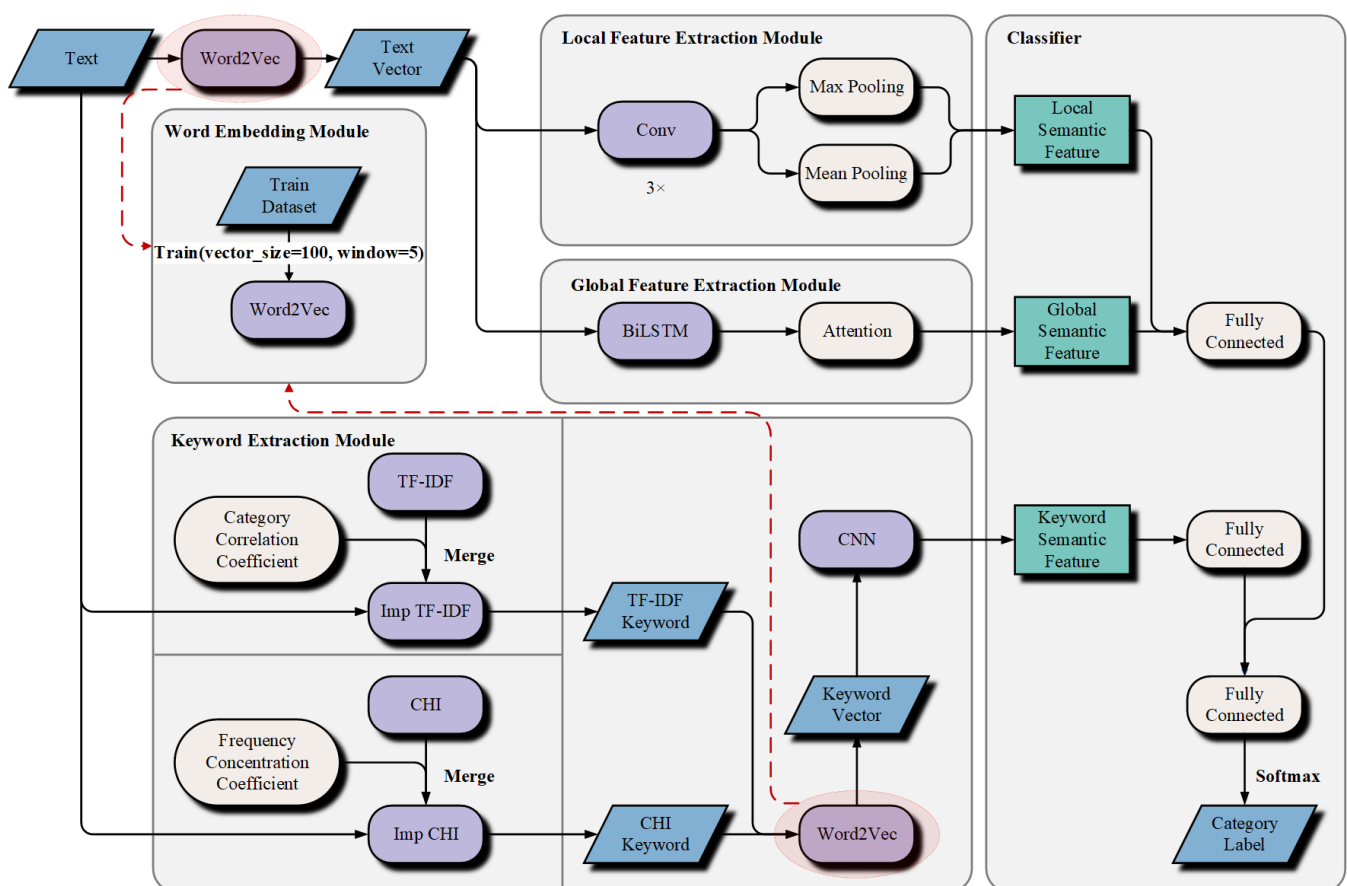 Text
Word2Vec
Text
Vector
Word Embedding Module
Train
Dataset
Train(vector_size=100, window=5)
Word2Vec
Local Feature Extraction Module
Conv
3×
Max Pooling
Mean Pooling
Global Feature Extraction Module
BiLSTM
Attention
Keyword Extraction Module
TF-IDF
Category
Correlation
Coefficient
Merge
Imp TF-IDF
CHI
Frequency
Concentration
Coefficient
Merge
Imp CHI
TF-IDF
Keyword
CHI
Keyword
CNN
Keyword
Vector
Word2Vec
Classifier
Local
Semantic
Feature
Global
Semantic
Feature
Fully
Connected
Keyword
Semantic
Feature
Fully
Connected
Fully
Connected
Softmax
Category
Label